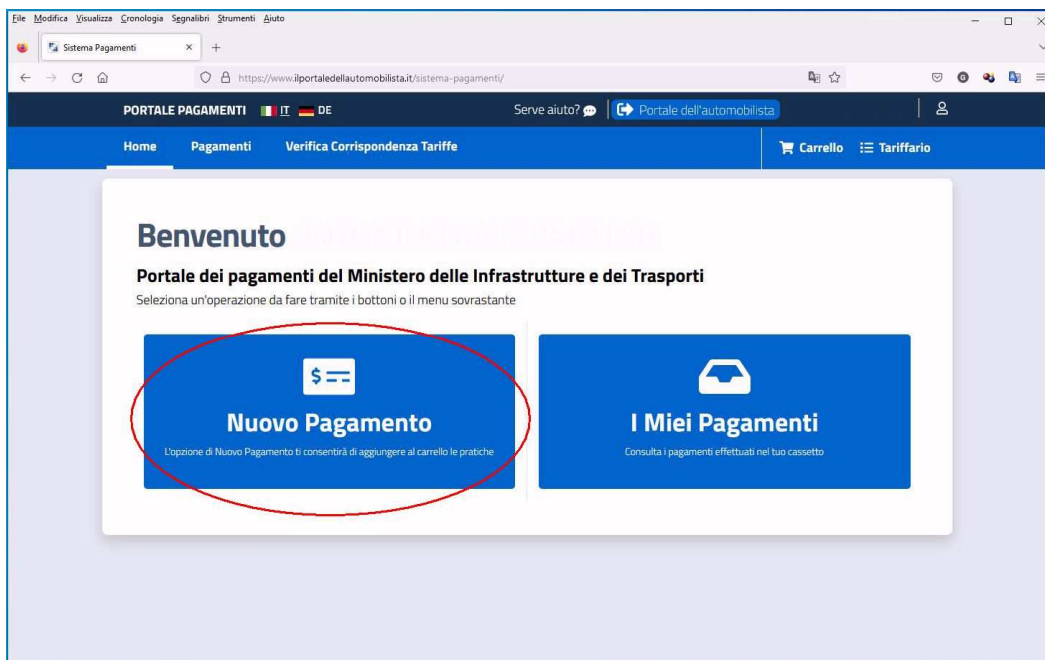 File Modifica Visualizza Cronologia Segnalibri Strumenti Aiuto
Sistema Pagamenti
https://www.ilportaledellautomobilista.it/sistema-pagamenti/
PORTALE PAGAMENTI IT DE Serve aiuto? Portale dell'automobilista
Home Pagamenti Verifica Corrispondenza Tariffe Carrello Tariffario
Benvenuto
Portale dei pagamenti del Ministero delle Infrastrutture e dei Trasporti
Seleziona un'operazione da fare tramite i bottoni o il menu sovrastante
Nuovo Pagamento
L'opzione di Nuovo Pagamento ti consentirà di aggiungere al carrello le pratiche
I Miei Pagamenti
Consulta i pagamenti effettuati nel tuo cassetto